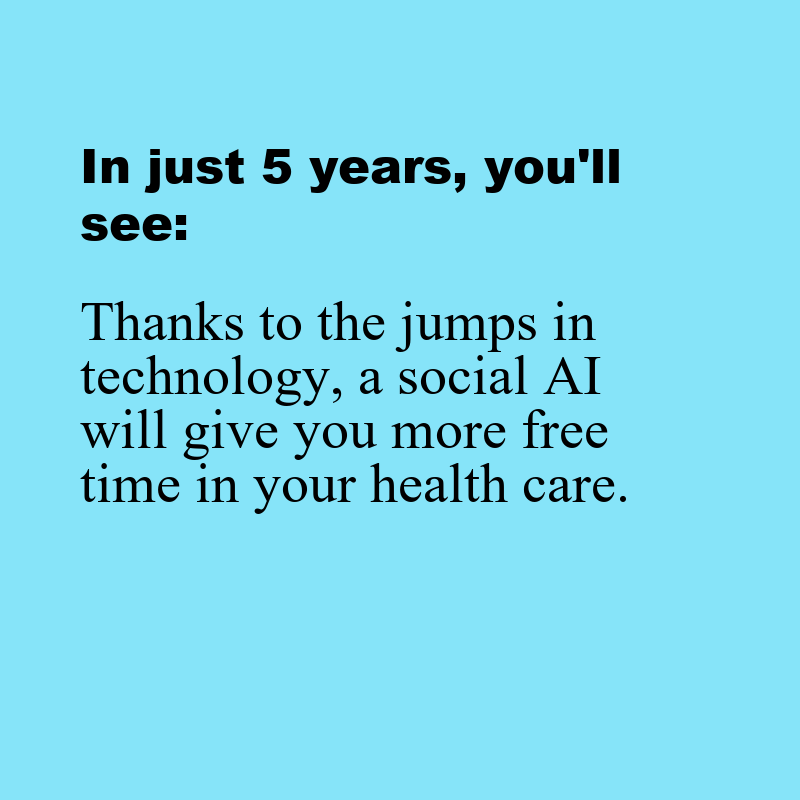 In just 5 years, you'll
see:
Thanks to the jumps in
technology, a social AI
will give you more free
time in your health care.